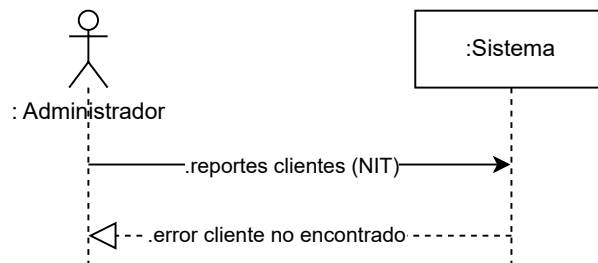 :Sistema
: Administrador
.reportes clientes (NIT)
.error cliente no encontrado